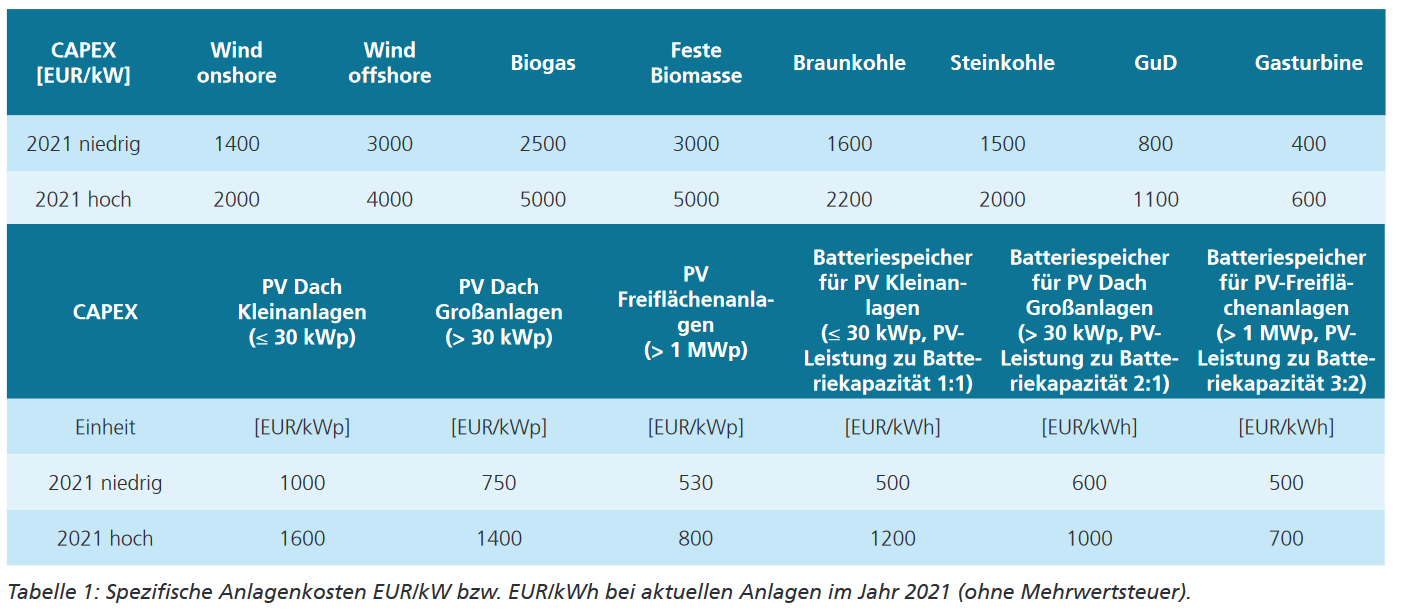 CAPEX [EUR/kW] Wind onshore Wind offshore Biogas Feste Biomasse Braunkohle Steinkohle GuD Gasturbine
2021 niedrig 1400 3000 2500 3000 1600 1500 800 400
2021 hoch 2000 4000 5000 5000 2200 2000 1100 600
CAPEX
PV Dach
Kleinanlagen
(≤ 30 kWp)
PV Dach
Großanlagen
(> 30 kWp)
PV
Freiflächenanla-
gen
(> 1 MWp)
Batteriespeicher
für PV Kleinan-
lagen
(≤ 30 kWp, PV-
Leistung zu Batte-
riekapazität 1:1)
Batteriespeicher
für PV Dach
Großanlagen
(> 30 kWp, PV-
Leistung zu Batte-
riekapazität 2:1)
Batteriespeicher
für PV-Freiflä-
chenanlagen
(> 1 MWp, PV-
Leistung zu Batte-
riekapazität 3:2)
Einheit [EUR/kWp] [EUR/kWp] [EUR/kWp] [EUR/kWh] [EUR/kWh] [EUR/kWh]
2021 niedrig 1000 750 530 500 600 500
2021 hoch 1600 1400 800 1200 1000 700
Tabelle 1: Spezifische Anlagenkosten EUR/kW bzw. EUR/kWh bei aktuellen Anlagen im Jahr 2021 (ohne Mehrwertsteuer).